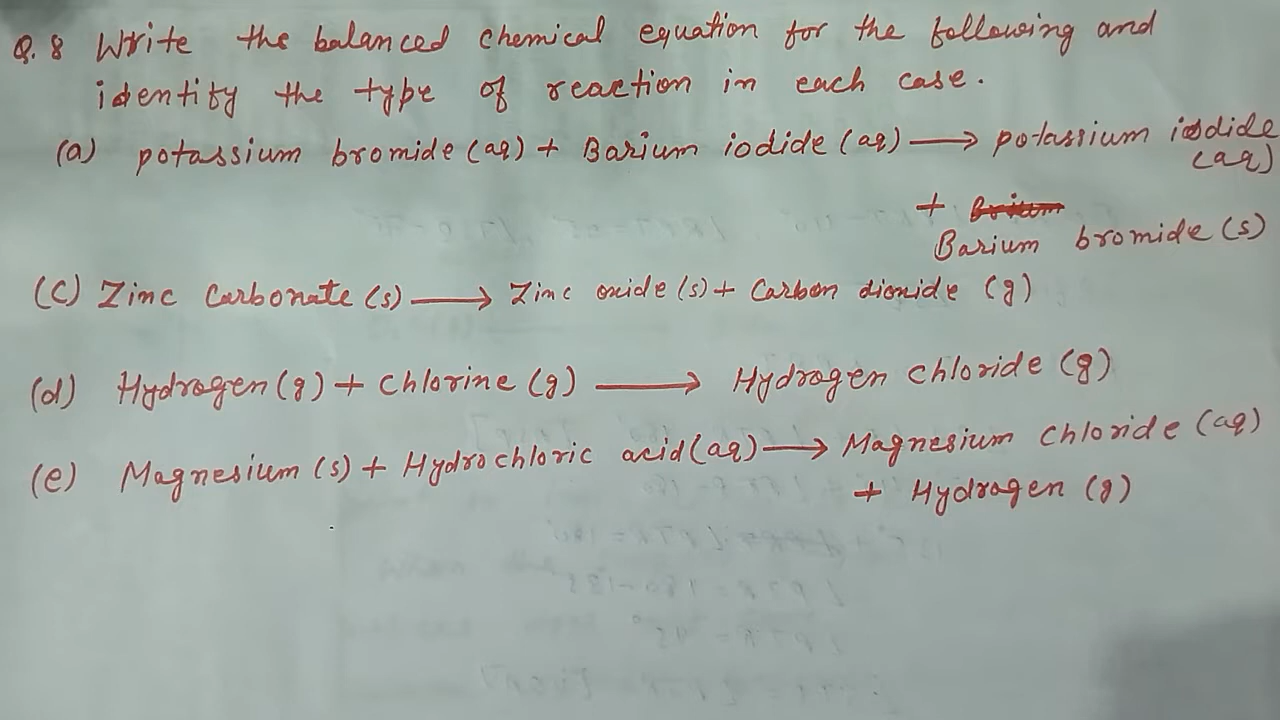 Q. 8 Write the balanced chemical equation for the following and
identify the type of reaction in each case.
(a) potassium bromide (aq) + Barium iodide (aq) ⟶ potassium iodide
(aq)
+
Barium bromide (s)
(C) Zinc Carbonate (s) ⟶ Zinc oxide (s) + Carbon dioxide (g)
(d) Hydrogen (g) + Chlorine (g) ⟶ Hydrogen chloride (g)
(e) Magnesium (s) + Hydrochloric acid (aq) ⟶ Magnesium Chloride (aq)
+ Hydrogen (g)